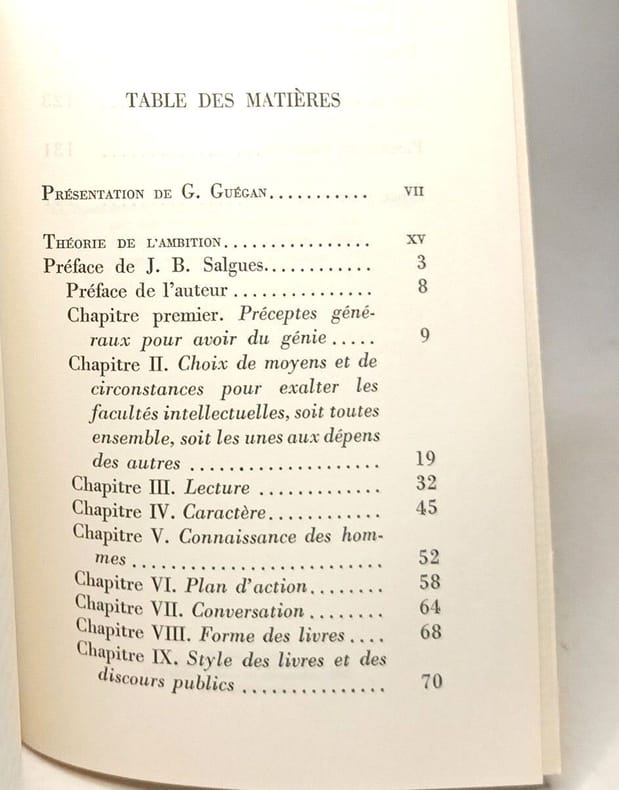 TABLE DES MATIÈRES
PRÉSENTATION DE G. GUÉGAN........... VII
THÉORIE DE L'AMBITION................ XV
Préface de J. B. Salgues............ 3
Préface de l'auteur............... 8
Chapitre premier. Préceptes géné-
raux pour avoir du génie..... 9
Chapitre II. Choix de moyens et de
circonstances pour exalter les
facultés intellectuelles, soit toutes
ensemble, soit les unes aux dépens
des autres .................... 19
Chapitre III. Lecture ............. 32
Chapitre IV. Caractère............ 45
Chapitre V. Connaissance des hom-
mes.......................... 52
Chapitre VI. Plan d'action........ 58
Chapitre VII. Conversation ........ 64
Chapitre VIII. Forme des livres.... 68
Chapitre IX. Style des livres et des
discours publics ............... 70
123
131